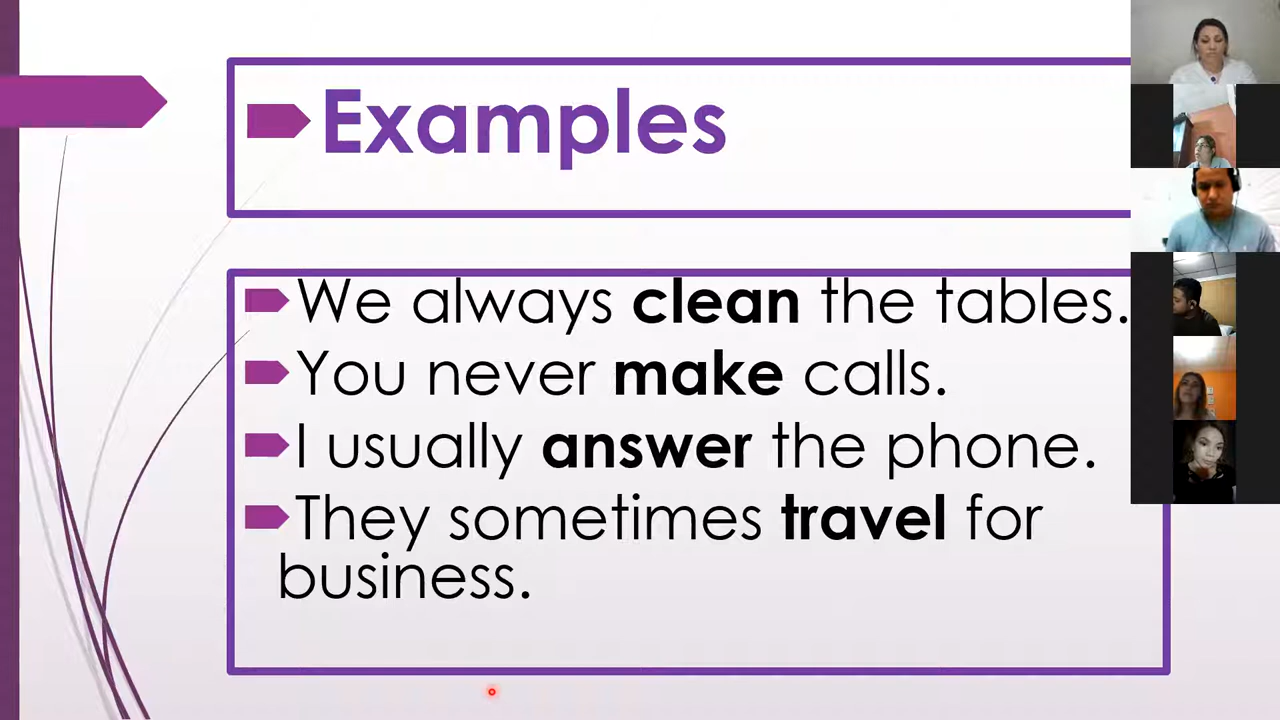 Examples
We always clean the tables.
You never make calls.
I usually answer the phone.
They sometimes travel for
business.